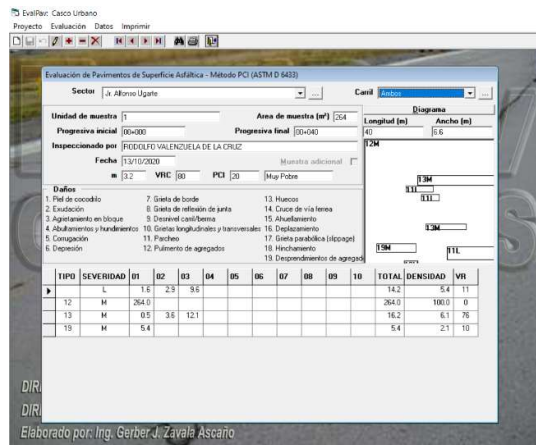 EvalPav: Casco Urbano
Proyecto Evaluación Datos Imprimir
Evaluación de Pavimentos de Superficie Asfáltica - Método PCI (ASTM D 6433)
Sector Jr. Alfonso Ugarte ... Carril Ambos ...
Unidad de muestra 1 Area de muestra (m²) 264
Progresiva inicial 00+000 Progresiva final 00+040
Inspeccionado por RODOLFO VALENZUELA DE LA CRUZ
Fecha 13/10/2020 Muestra adicional
m 3.2 VRC 80 PCI 20 Muy Pobre
Diagrama
Longitud (m) Ancho (m)
40 6.6
12M
13M
11L
11L
13M
19M
11L
Daños
1. Piel de cocodrilo 7. Grieta de borde 13. Huecos
2. Exudación 8. Grieta de reflexión de junta 14. Cruce de vía ferrea
3. Agrietamiento en bloque 9. Desnivel carril/berma 15. Ahuellamiento
4. Abultamientos y hundimientos 10. Grietas longitudinales y transversales 16. Deplazamiento
5. Corrugación 11. Parcheo 17. Grieta parabólica (slippage)
6. Depresión 12. Pulimento de agregados 18. Hinchamiento
19. Desprendimientos de agregad
TIPO SEVERIDAD 01 02 03 04 05 06 07 08 09 10 TOTAL DENSIDAD VR
L 1.6 2.9 9.6 14.2 5.4 11
12 M 264.0 264.0 100.0 0
13 M 0.5 3.6 12.1 16.2 6.1 76
19 M 5.4 5.4 2.1 10
DIRE
DIRE
Elaborado por: Ing. Gerber J. Zavala Ascaño